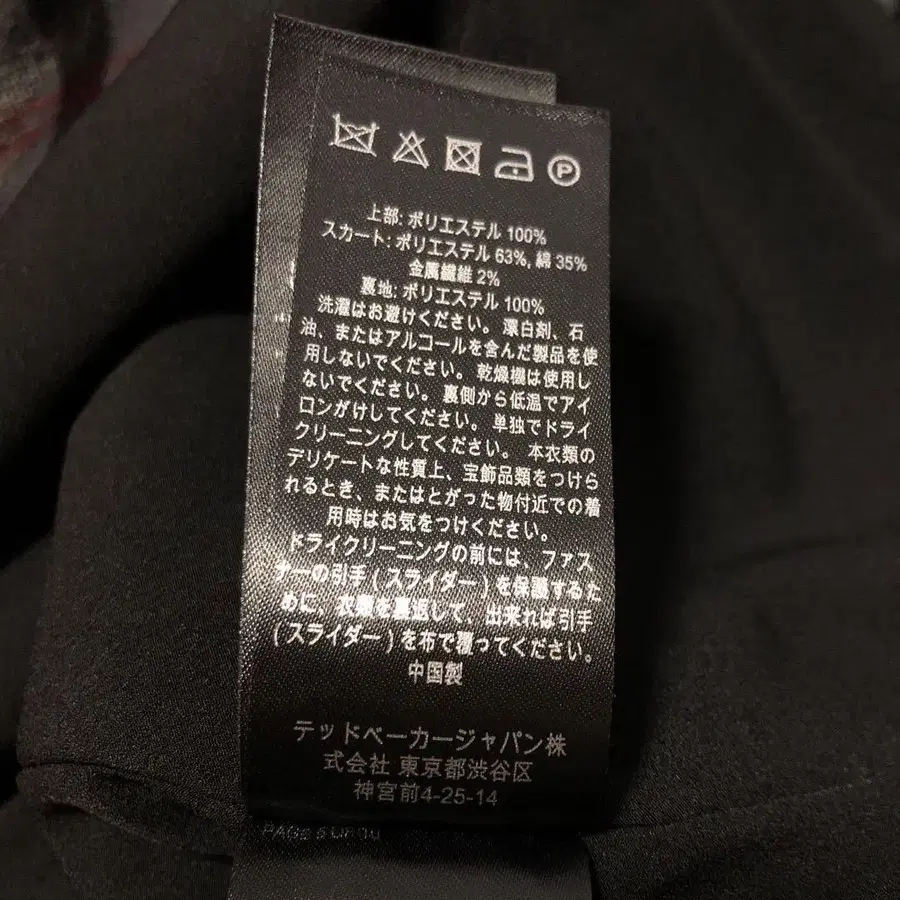 P
上部: ポリエステル 100%
スカート: ポリエステル 63%, 綿 35%
金属繊維 2%
裏地: ポリエステル 100%
洗濯はお避けください。漂白剤、石
油、またはアルコールを含んだ製品を使
用しないでください。乾燥機は使用し
ないでください。裏側から低温でアイ
ロンがけしてください。単独でドライ
クリーニングしてください。 本衣類の
デリケートな性質上、宝飾品類をつけら
れるとき、またはとがった物付近での着
用時はお気をつけください。
ドライクリーニングの前には、ファス
ナーの引手 ( スライダー ) を保護するた
めに、衣類を裏返して、出来れば引手
( スライダー ) を布で覆ってください。
中国製
テッドベーカージャパン株
式会社 東京都渋谷区
神宮前4-25-14